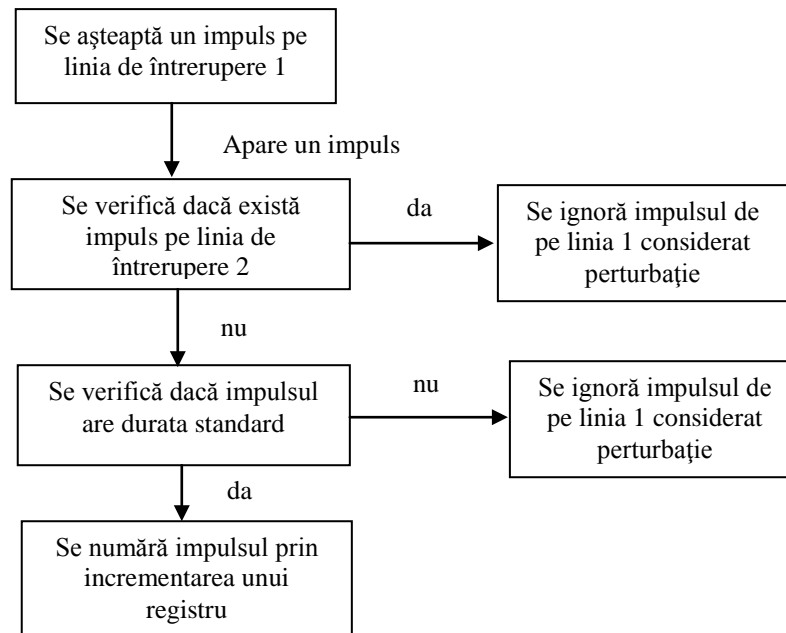 Se aşteaptă un impuls pe
linia de întrerupere 1
Apare un impuls
Se verifică dacă există
impuls pe linia de
întrerupere 2
da
Se ignoră impulsul de
pe linia 1 considerat
perturbaţie
nu
Se verifică dacă impulsul
are durata standard
nu
Se ignoră impulsul de
pe linia 1 considerat
perturbaţie
da
Se numără impulsul prin
incrementarea unui
registru